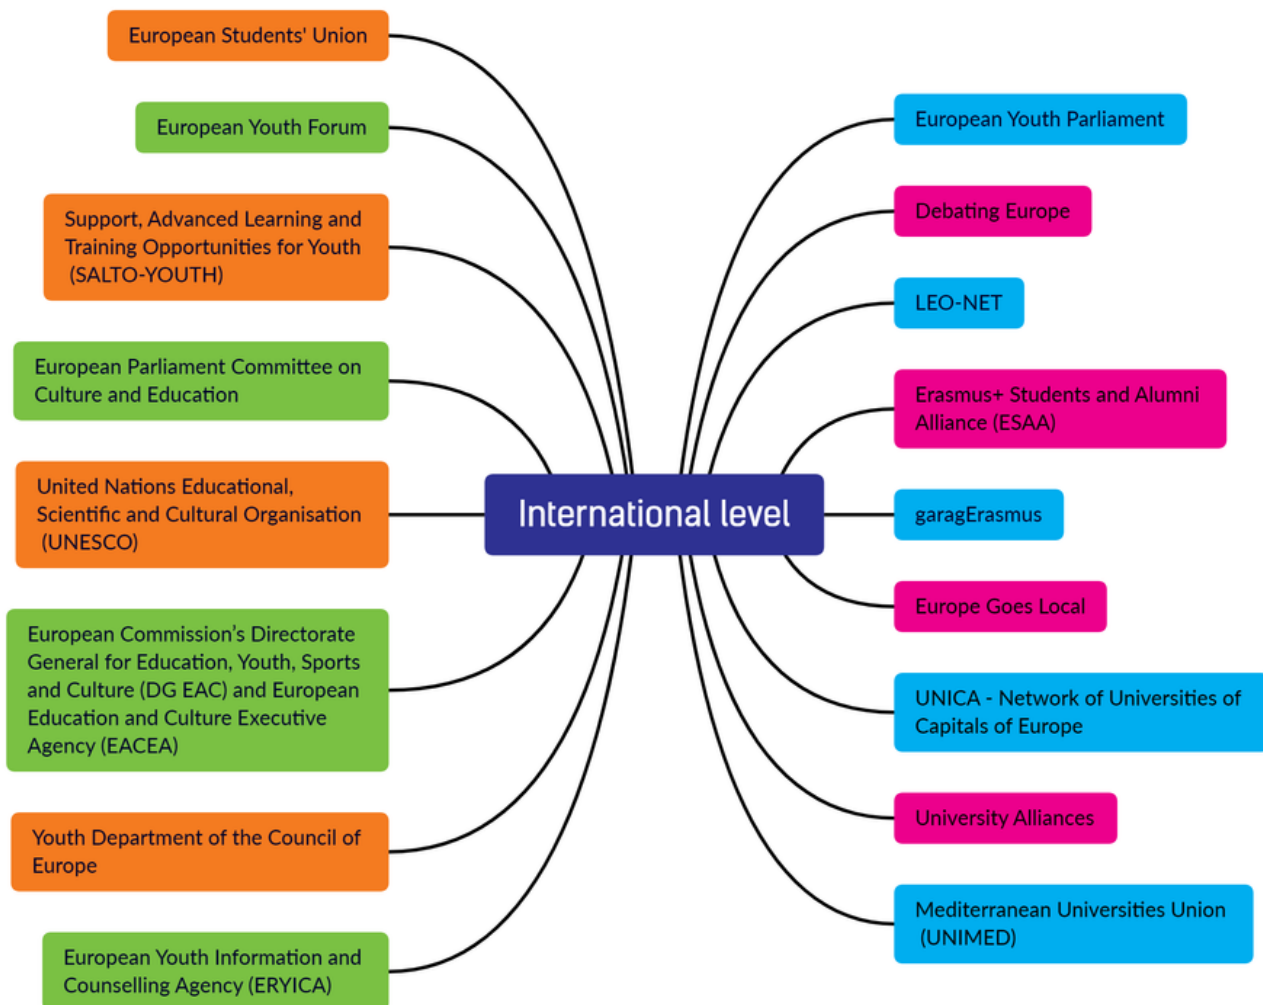 European Students' Union
European Youth Forum
Support, Advanced Learning and
Training Opportunities for Youth
(SALTO-YOUTH)
European Parliament Committee on
Culture and Education
United Nations Educational,
Scientific and Cultural Organisation
(UNESCO)
European Commission’s Directorate
General for Education, Youth, Sports
and Culture (DG EAC) and European
Education and Culture Executive
Agency (EACEA)
Youth Department of the Council of
Europe
European Youth Information and
Counselling Agency (ERYICA)
International level
European Youth Parliament
Debating Europe
LEO-NET
Erasmus+ Students and Alumni
Alliance (ESAA)
garagErasmus
Europe Goes Local
UNICA - Network of Universities of
Capitals of Europe
University Alliances
Mediterranean Universities Union
(UNIMED)